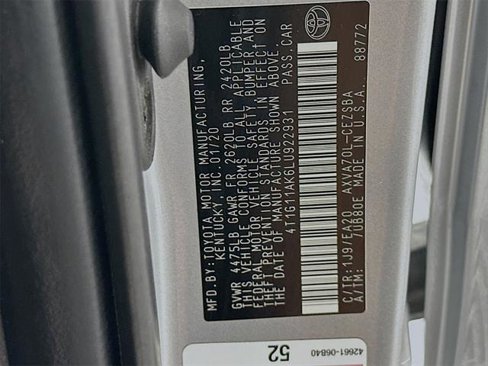 MFD.BY:TOYOTA MOTOR MANUFACTURING,
KENTUCKY, INC. 01/20
GVWR 4475LB GAWR FR 2620LB RR 2420LB
THIS VEHICLE CONFORMS TO ALL APPLICABLE
FEDERAL MOTOR VEHICLE SAFETY, BUMPER AND
THEFT PREVENTION STANDARDS IN EFFECT ON
THE DATE OF MANUFACTURE SHOWN ABOVE.
4T1G11AK6LU922931 PASS.CAR
C/TR:1J9/EA20 AXVA70L-CEZSBA
A/TM: 70B80E MADE IN U.S.A. 88772
52
42661-06B40